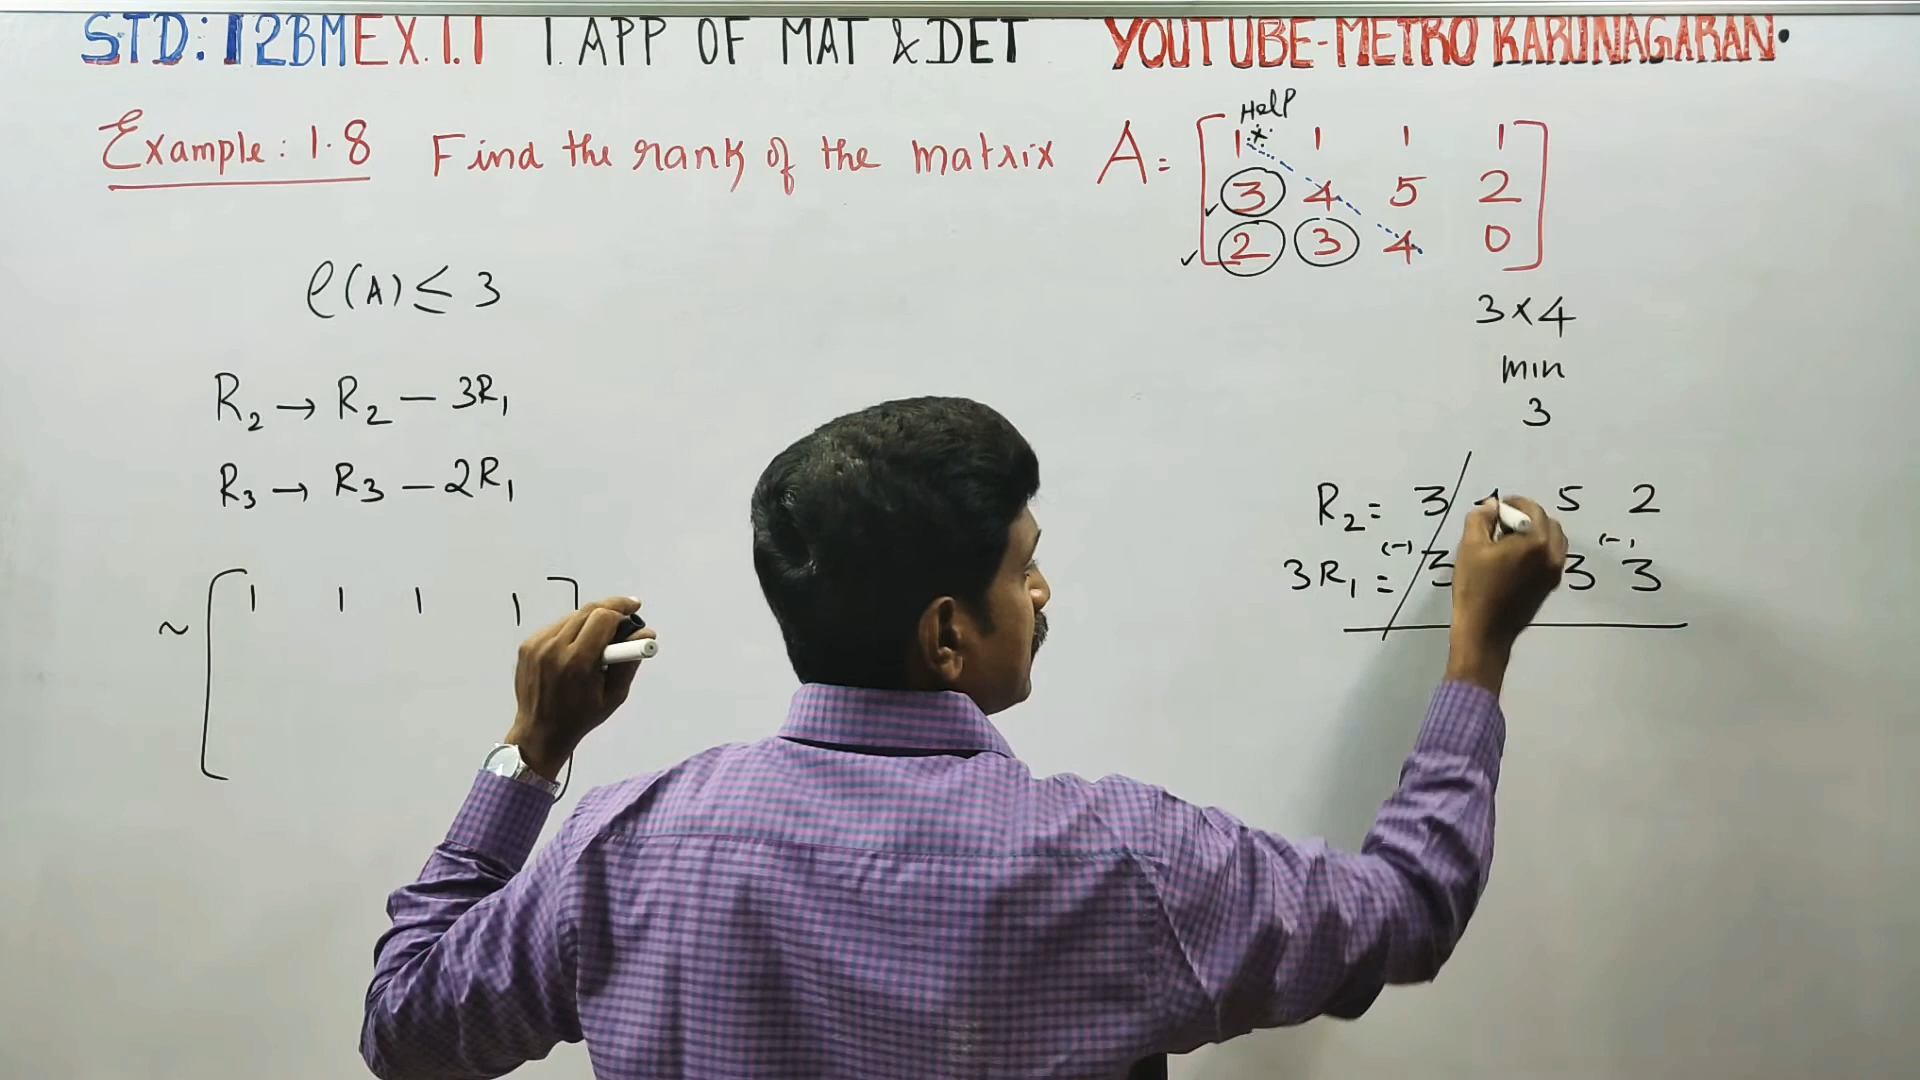 STD: 12BM EX.1.1 1. APP OF MAT & DET YOUTUBE-METRO KARUNAGARAN.
Help
Example: 1.8 Find the rank of the matrix A =
1 1 1 1
3 4 5 2
2 3 4 0
ρ(A) ≤ 3
3 × 4
min
3
R₂ → R₂ − 3R₁
R₃ → R₃ − 2R₁
R₂ = 3 4 5 2
(-) (-)
3R₁ = 3 3 3
~ 1 1 1 1